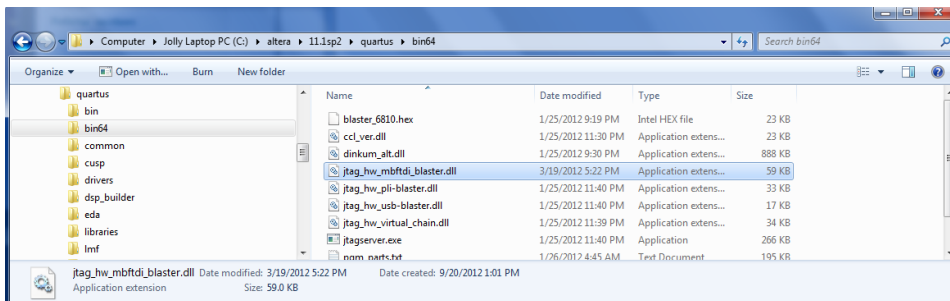 Computer Jolly Laptop PC (C:) altera 11.1sp2 quartus bin64 Search bin64
Organize Open with... Burn New folder
quartus
bin
bin64
common
cusp
drivers
dsp_builder
eda
libraries
lmf
Name Date modified Type Size
blaster_6810.hex 1/25/2012 9:19 PM Intel HEX file 23 KB
ccl_ver.dll 1/25/2012 11:30 PM Application extens... 23 KB
dinkum_alt.dll 1/25/2012 9:30 PM Application extens... 888 KB
jtag_hw_mbftdi_blaster.dll 3/19/2012 5:22 PM Application extens... 59 KB
jtag_hw_pli-blaster.dll 1/25/2012 11:40 PM Application extens... 33 KB
jtag_hw_usb-blaster.dll 1/25/2012 11:40 PM Application extens... 17 KB
jtag_hw_virtual_chain.dll 1/25/2012 11:39 PM Application extens... 34 KB
jtagserver.exe 1/25/2012 11:40 PM Application 266 KB
pgm_parts.txt 1/26/2012 4:45 AM Text Document 195 KB
jtag_hw_mbftdi_blaster.dll Date modified: 3/19/2012 5:22 PM Date created: 9/20/2012 1:01 PM
Application extension Size: 59.0 KB